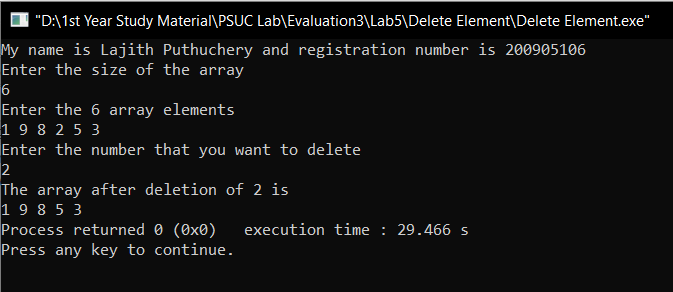 "D:\1st Year Study Material\PSUC Lab\Evaluation3\Lab5\Delete Element\Delete Element.exe"
My name is Lajith Puthuchery and registration number is 200905106
Enter the size of the array
6
Enter the 6 array elements
1 9 8 2 5 3
Enter the number that you want to delete
2
The array after deletion of 2 is
1 9 8 5 3
Process returned 0 (0x0)   execution time : 29.466 s
Press any key to continue.